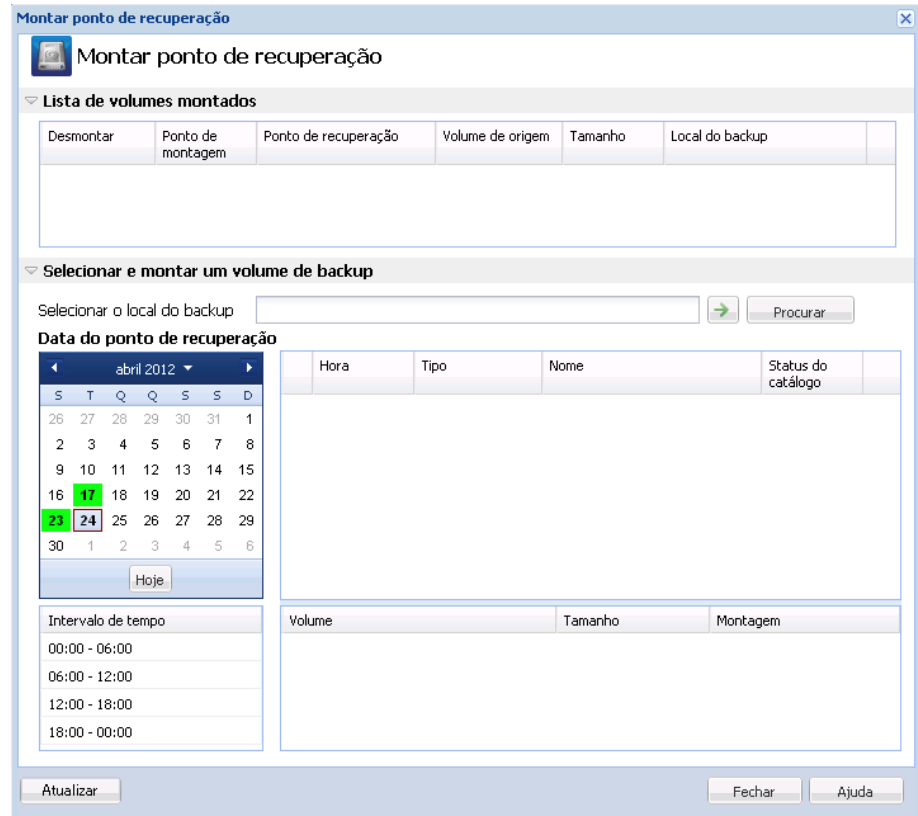 Montar ponto de recuperação
Montar ponto de recuperação
Lista de volumes montados
Desmontar Ponto de montagem Ponto de recuperação Volume de origem Tamanho Local do backup
Selecionar e montar um volume de backup
Selecionar o local do backup Procurar
Data do ponto de recuperação
abril 2012
S T Q Q S S D
26 27 28 29 30 31 1
2 3 4 5 6 7 8
9 10 11 12 13 14 15
16 17 18 19 20 21 22
23 24 25 26 27 28 29
30 1 2 3 4 5 6
Hoje
Hora Tipo Nome Status do catálogo
Intervalo de tempo
00:00 - 06:00
06:00 - 12:00
12:00 - 18:00
18:00 - 00:00
Volume Tamanho Montagem
Atualizar Fechar Ajuda